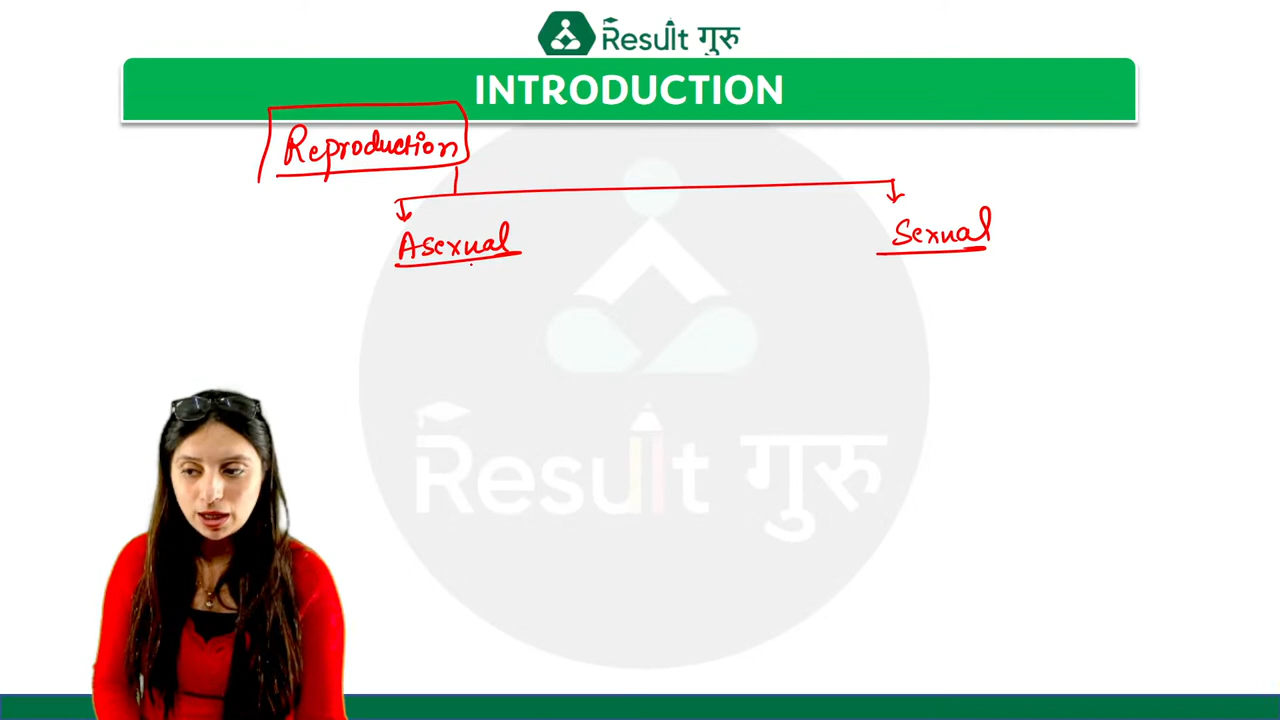 Result गुरु
INTRODUCTION
Reproduction
Asexual
Sexual
Result गुरु